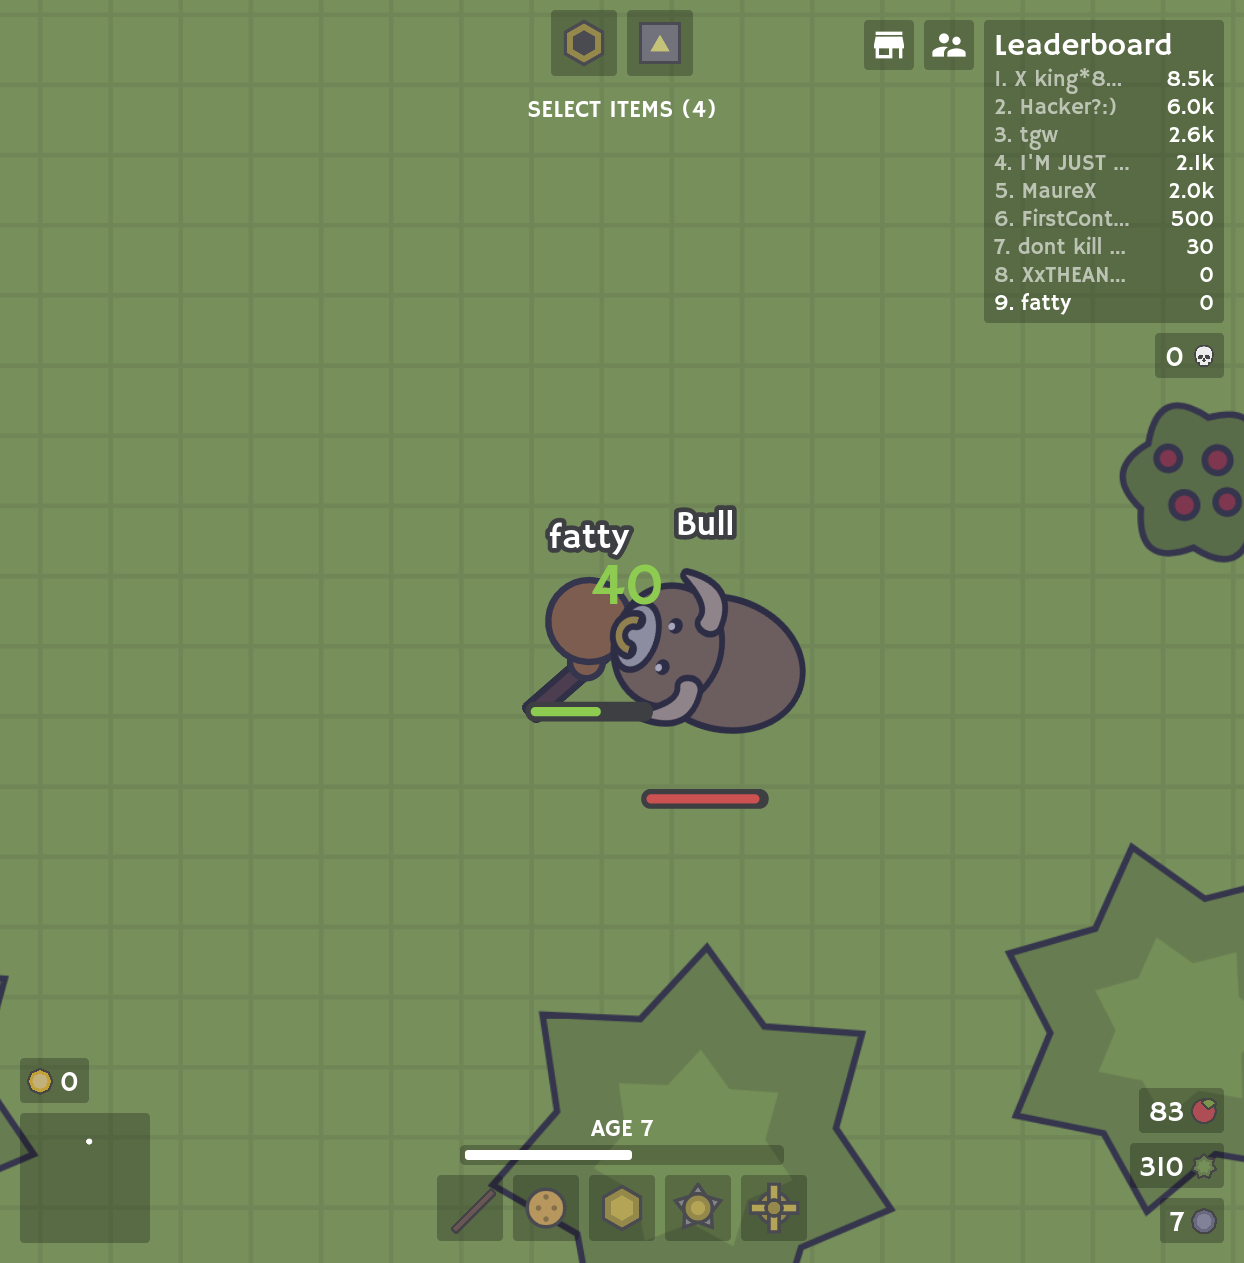 SELECT ITEMS (4)
Leaderboard
1. X king*8... 8.5k
2. Hacker?:) 6.0k
3. tgw 2.6k
4. I'M JUST ... 2.1k
5. MaureX 2.0k
6. FirstCont... 500
7. dont kill ... 30
8. XxTHEAN... 0
9. fatty 0
0
fatty
Bull
40
0
AGE 7
83
310
7